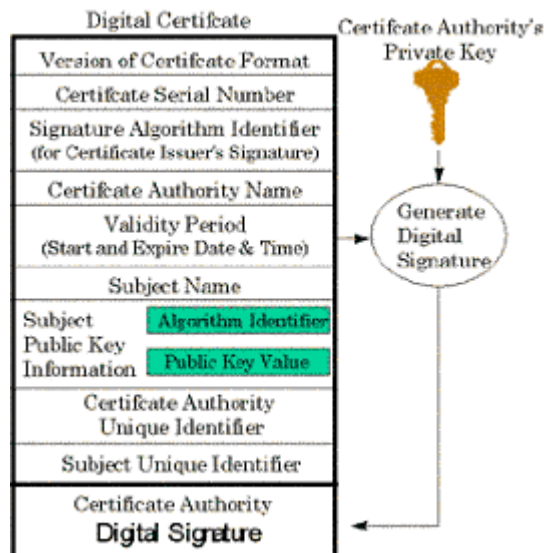 Digital Certifcate
Version of Certifcate Format
Certifcate Serial Number
Signature Algorithm Identifier
(for Certificate Issuer's Signature)
Certifcate Authority Name
Validity Period
(Start and Expire Date & Time)
Subject Name
Subject
Public Key
Information
Algorithm Identifier
Public Key Value
Certifcate Authority
Unique Identifier
Subject Unique Identifier
Certificate Authority
Digital Signature
Certifcate Authority's
Private Key
Generate
Digital
Signature